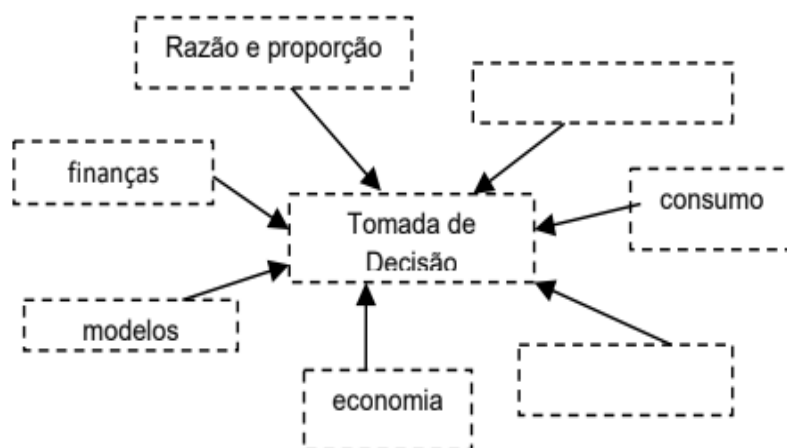 Razão e proporção
finanças
consumo
Tomada de
Decisão
modelos
economia